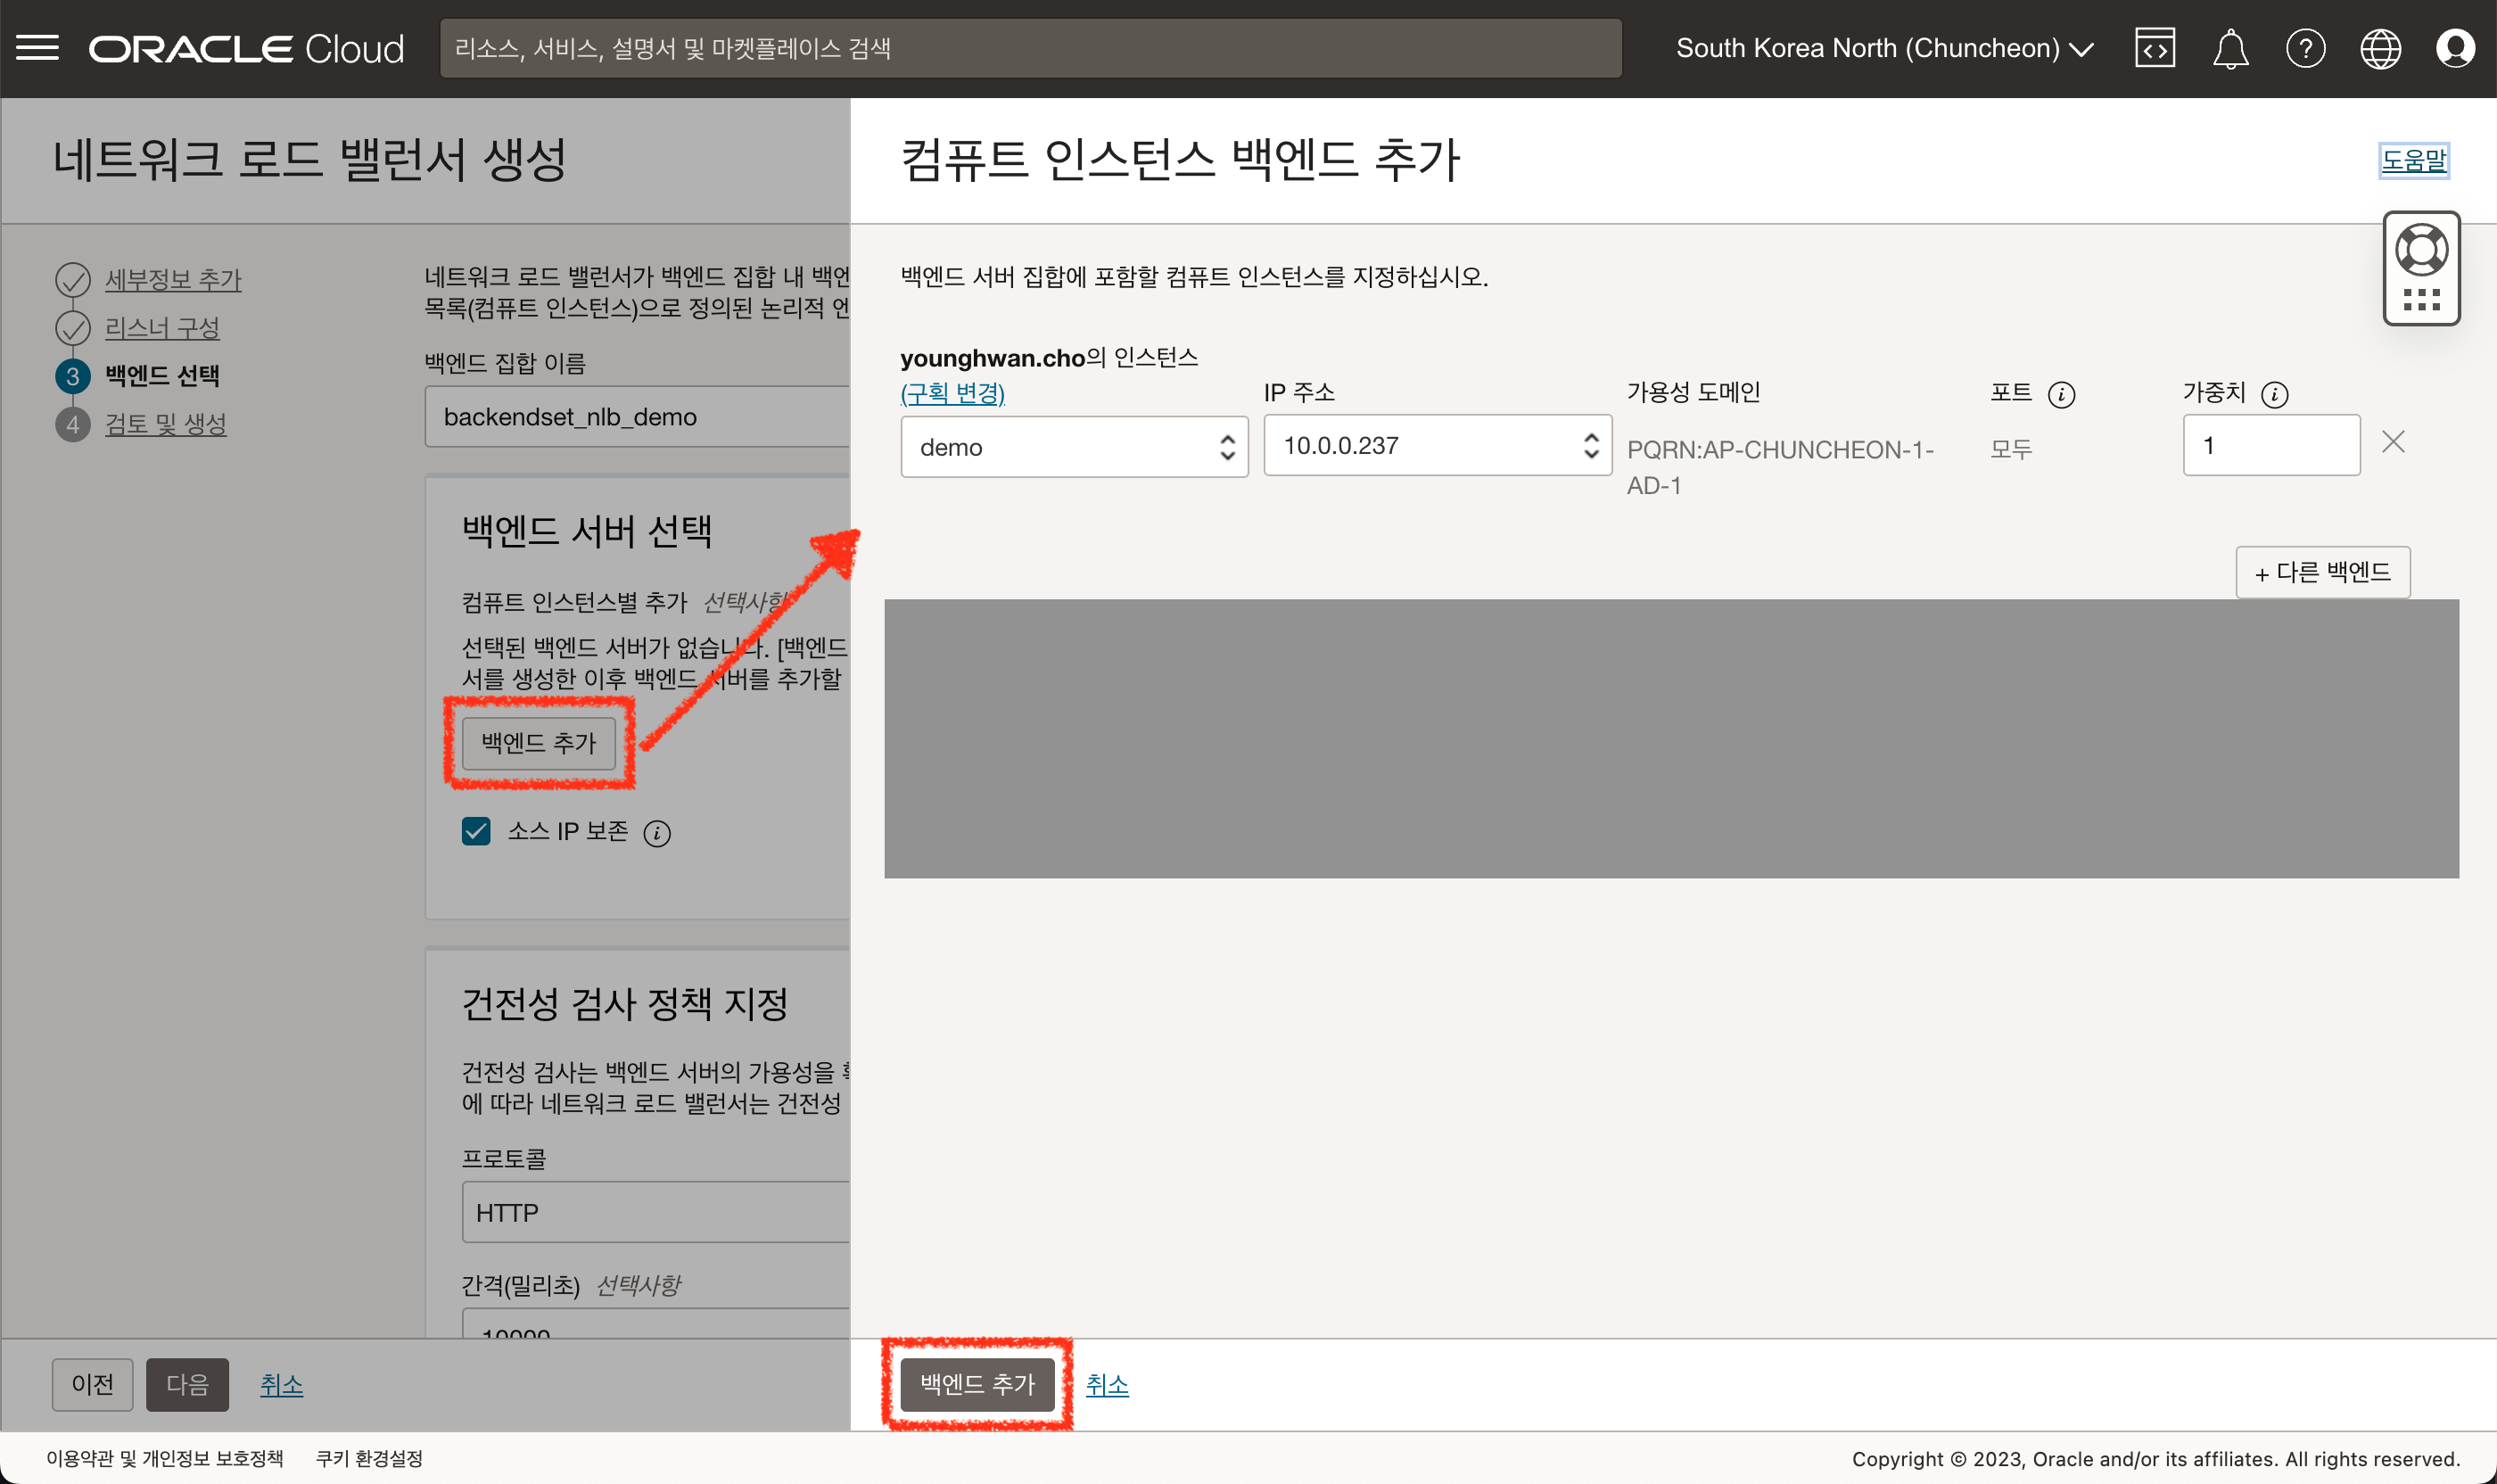 ORACLE Cloud
리소스, 서비스, 설명서 및 마켓플레이스 검색
South Korea North (Chuncheon)
네트워크 로드 밸런서 생성
세부정보 추가
리스너 구성
3 백엔드 선택
4 검토 및 생성
네트워크 로드 밸런서가 백엔드 집합 내 백엔
목록(컴퓨트 인스턴스)으로 정의된 논리적 엔
백엔드 집합 이름
backendset_nlb_demo
백엔드 서버 선택
컴퓨트 인스턴스별 추가 선택사항
선택된 백엔드 서버가 없습니다. [백엔드
서를 생성한 이후 백엔드 서버를 추가할
백엔드 추가
소스 IP 보존
건전성 검사 정책 지정
건전성 검사는 백엔드 서버의 가용성을
에 따라 네트워크 로드 밸런서는 건전성
프로토콜
HTTP
간격(밀리초) 선택사항
10000
이전 다음 취소
컴퓨트 인스턴스 백엔드 추가
도움말
백엔드 서버 집합에 포함할 컴퓨트 인스턴스를 지정하십시오.
younghwan.cho의 인스턴스
(구획 변경) IP 주소 가용성 도메인 포트 가중치
demo 10.0.0.237 PQRN:AP-CHUNCHEON-1- 모두 1
AD-1
+ 다른 백엔드
백엔드 추가 취소
이용약관 및 개인정보 보호정책 쿠키 환경설정
Copyright © 2023, Oracle and/or its affiliates. All rights reserved.